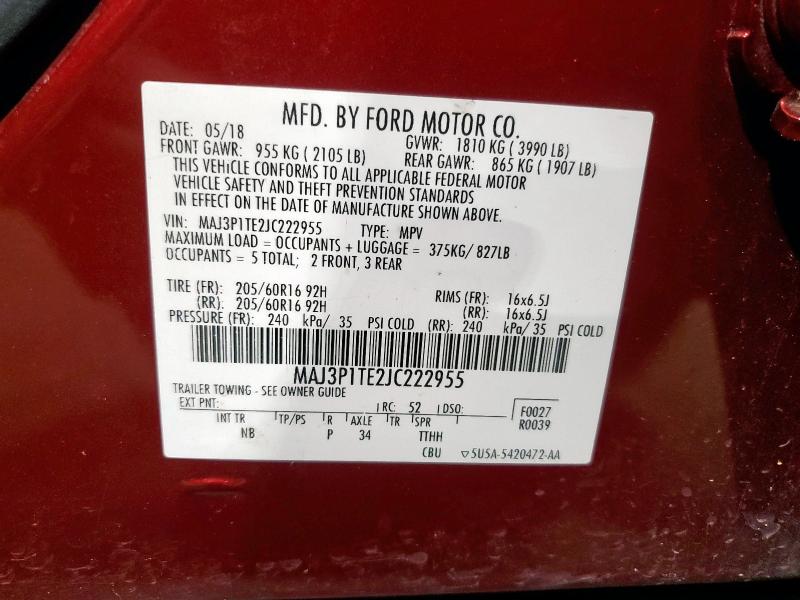 MFD. BY FORD MOTOR CO.
DATE: 05/18 GVWR: 1810 KG ( 3990 LB)
FRONT GAWR: 955 KG ( 2105 LB) REAR GAWR: 865 KG ( 1907 LB)
THIS VEHICLE CONFORMS TO ALL APPLICABLE FEDERAL MOTOR
VEHICLE SAFETY AND THEFT PREVENTION STANDARDS
IN EFFECT ON THE DATE OF MANUFACTURE SHOWN ABOVE.
VIN: MAJ3P1TE2JC222955 TYPE: MPV
MAXIMUM LOAD = OCCUPANTS + LUGGAGE = 375KG/ 827LB
OCCUPANTS = 5 TOTAL; 2 FRONT, 3 REAR
TIRE (FR): 205/60R16 92H RIMS (FR): 16x6.5J
(RR): 205/60R16 92H (RR): 16x6.5J
PRESSURE (FR): 240 kPa/ 35 PSI COLD (RR): 240 kPa/ 35 PSI COLD
MAJ3P1TE2JC222955
TRAILER TOWING - SEE OWNER GUIDE
EXT PNT: RC: 52 DSO: F0027
INT TR TP/PS R AXLE TR SPR R0039
NB P 34 TTHH
CBU ▽5U5A-5420472-AA